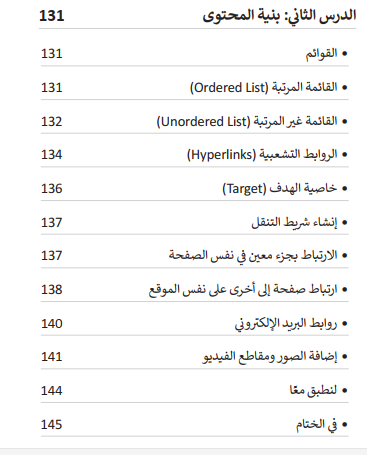 الدرس الثاني: بنية المحتوى 131
• القوائم 131
• القائمة المرتبة (Ordered List) 131
• القائمة غير المرتبة (Unordered List) 132
• الروابط التشعبية (Hyperlinks) 134
• خاصية الهدف (Target) 136
• إنشاء شريط التنقل 137
• الارتباط بجزء معين في نفس الصفحة 137
• ارتباط صفحة إلى أخرى على نفس الموقع 138
• روابط البريد الإلكتروني 140
• إضافة الصور ومقاطع الفيديو 141
• لنطبق معًا 144
• في الختام 145